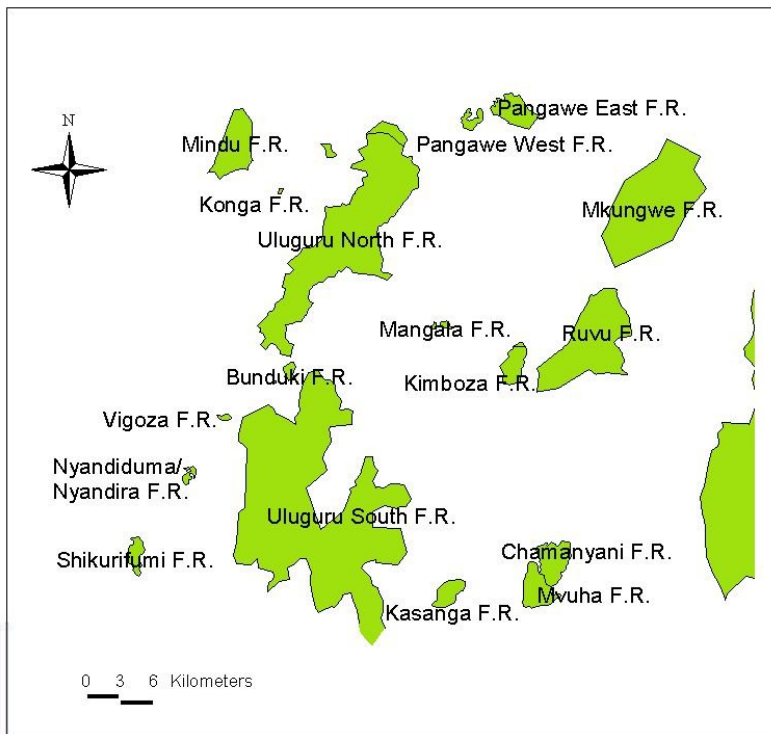 Pangawe East F.R.
N
Mindu F.R.
Pangawe West F.R.
Konga F.R.
Mkungwe F.R.
Uluguru North F.R.
Mangala F.R.
Ruvu F.R.
Bunduki F.R.
Kimboza F.R.
Vigoza F.R.
Nyandiduma/
Nyandira F.R.
Uluguru South F.R.
Shikurifumi F.R.
Chamanyani F.R.
Kasanga F.R.
Mvuha F.R.
0 3 6 Kilometers